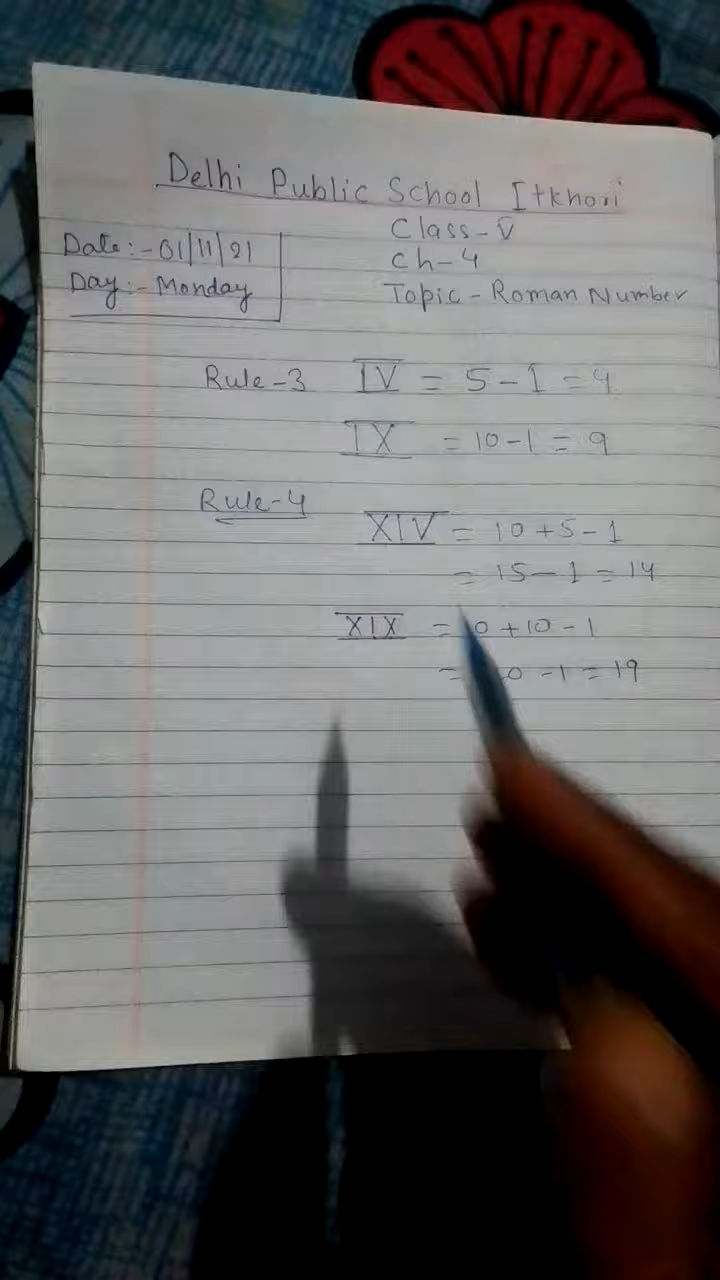 Delhi Public School Itkhori
Class-V
Date:-01/11/21
Ch-4
Day:-Monday
Topic-Roman Number
Rule-3 IV = 5-1=4
IX = 10-1=9
Rule-4
XIV = 10+5-1
= 15-1=14
XIX = 10+10-1
= 0-1=19